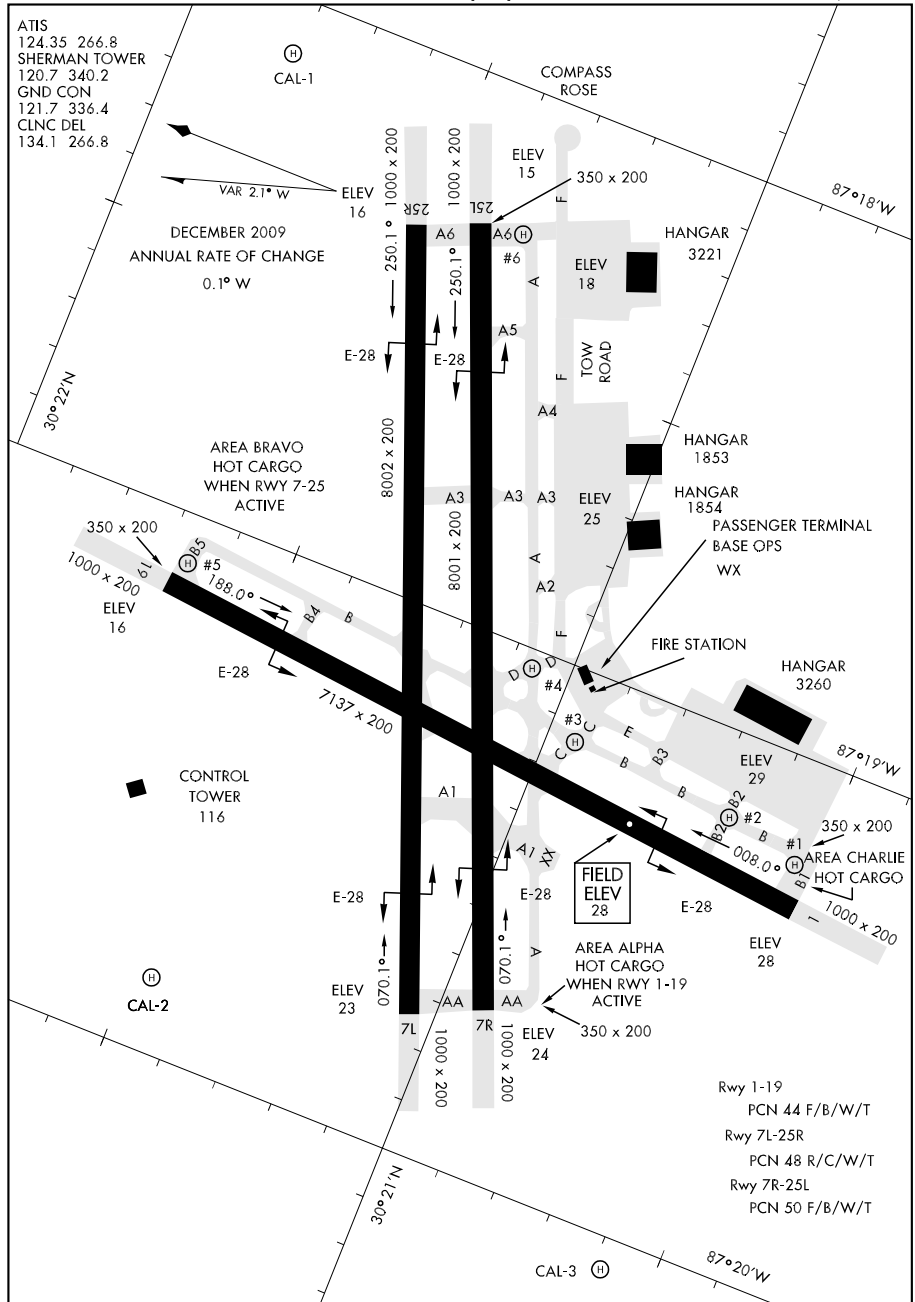 ATIS
124.35 266.8
SHERMAN TOWER
120.7 340.2
GND CON
121.7 336.4
CLNC DEL
134.1 266.8
H
CAL-1
COMPASS
ROSE
VAR 2.1° W
ELEV
16
DECEMBER 2009
ANNUAL RATE OF CHANGE
0.1° W
1000 x 200
1000 x 200
25R
25L
ELEV
15
350 x 200
87°18'W
F
A6
A6
H
#6
HANGAR
3221
ELEV
18
250.1°
250.1°
A
A5
E-28
E-28
TOW
ROAD
F
A4
30°22'N
AREA BRAVO
HOT CARGO
WHEN RWY 7-25
ACTIVE
8002 x 200
8001 x 200
HANGAR
1853
A3
A3
A3
ELEV
25
HANGAR
1854
PASSENGER TERMINAL
BASE OPS
WX
350 x 200
1000 x 200
19
H
B5
#5
188.0°
A
A2
ELEV
16
B4
B
F
FIRE STATION
E-28
D
H
D
#4
HANGAR
3260
7137 x 200
#3
C
H
C
E
B
B3
87°19'W
ELEV
29
CONTROL
TOWER
116
A1
B
B2
H
B2
#2
B
#1
H
350 x 200
A1
XX
008.0°
B1
AREA CHARLIE
HOT CARGO
FIELD
ELEV
28
E-28
E-28
E-28
1
1000 x 200
ELEV
28
A
070.1°
070.1°
AREA ALPHA
HOT CARGO
WHEN RWY 1-19
ACTIVE
H
CAL-2
ELEV
23
AA
AA
350 x 200
7L
7R
ELEV
24
1000 x 200
1000 x 200
Rwy 1-19
PCN 44 F/B/W/T
Rwy 7L-25R
PCN 48 R/C/W/T
Rwy 7R-25L
PCN 50 F/B/W/T
30°21'N
87°20'W
CAL-3
H